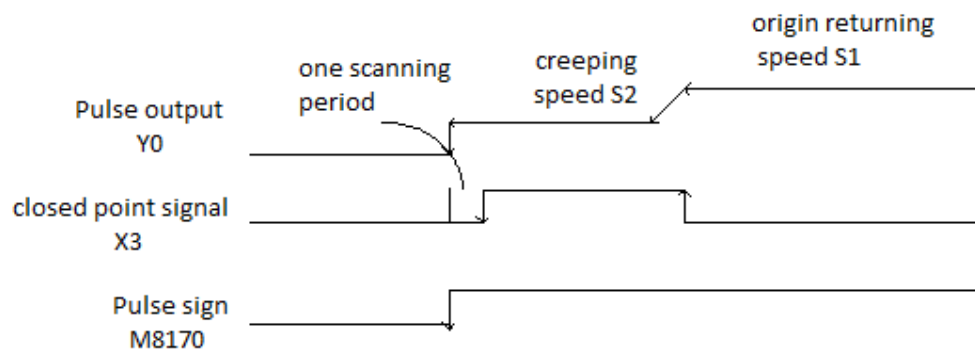 origin returning
speed S1
one scanning
period
creeping
speed S2
Pulse output
Y0
closed point signal
X3
Pulse sign
M8170